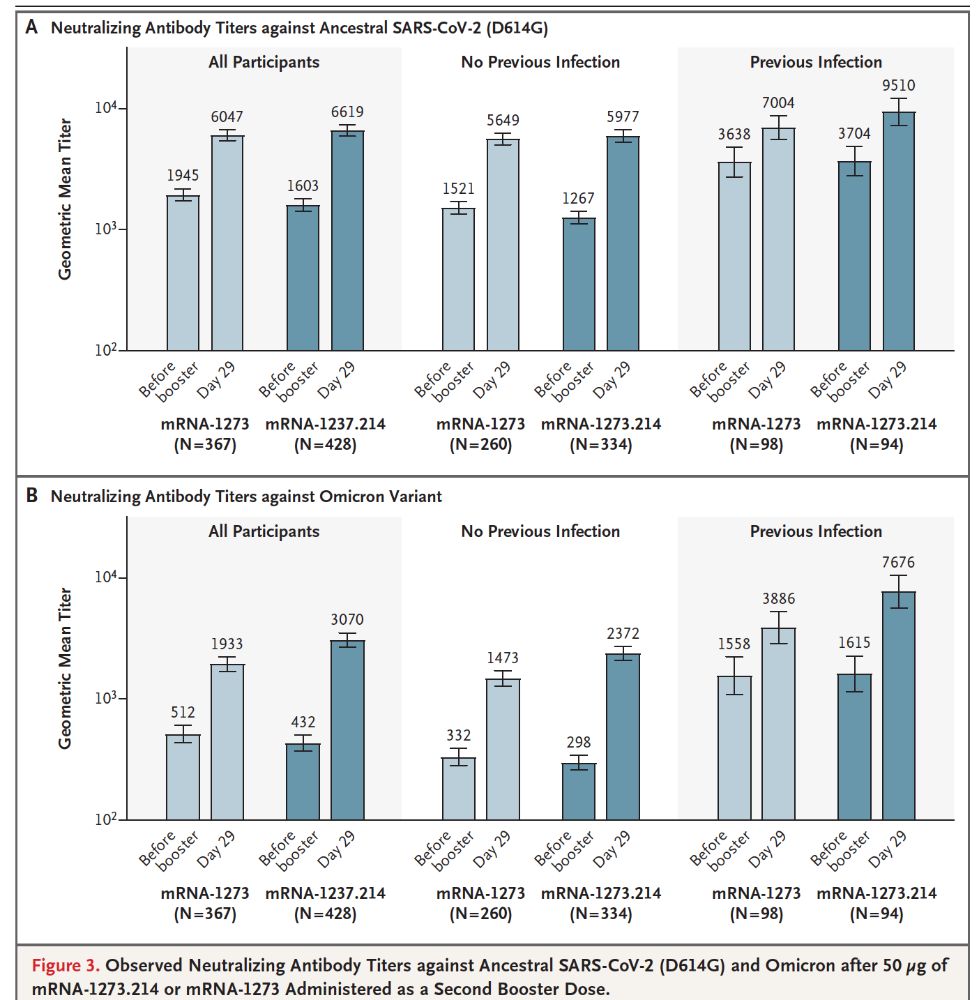 A Neutralizing Antibody Titers against Ancestral SARS-CoV-2 (D614G)
All Participants
No Previous Infection
Previous Infection
Geometric Mean Titer
10⁴
10³
10²
1945
6047
1603
6619
1521
5649
1267
5977
3638
7004
3704
9510
Before
booster
Day 29
Before
booster
Day 29
Before
booster
Day 29
Before
booster
Day 29
Before
booster
Day 29
Before
booster
Day 29
mRNA-1273 mRNA-1237.214 mRNA-1273 mRNA-1273.214 mRNA-1273 mRNA-1273.214
(N=367) (N=428) (N=260) (N=334) (N=98) (N=94)
B Neutralizing Antibody Titers against Omicron Variant
All Participants
No Previous Infection
Previous Infection
Geometric Mean Titer
10⁴
10³
10²
512
1933
432
3070
332
1473
298
2372
1558
3886
1615
7676
Before
booster
Day 29
Before
booster
Day 29
Before
booster
Day 29
Before
booster
Day 29
Before
booster
Day 29
Before
booster
Day 29
mRNA-1273 mRNA-1237.214 mRNA-1273 mRNA-1273.214 mRNA-1273 mRNA-1273.214
(N=367) (N=428) (N=260) (N=334) (N=98) (N=94)
Figure 3. Observed Neutralizing Antibody Titers against Ancestral SARS-CoV-2 (D614G) and Omicron after 50 μg of
mRNA-1273.214 or mRNA-1273 Administered as a Second Booster Dose.